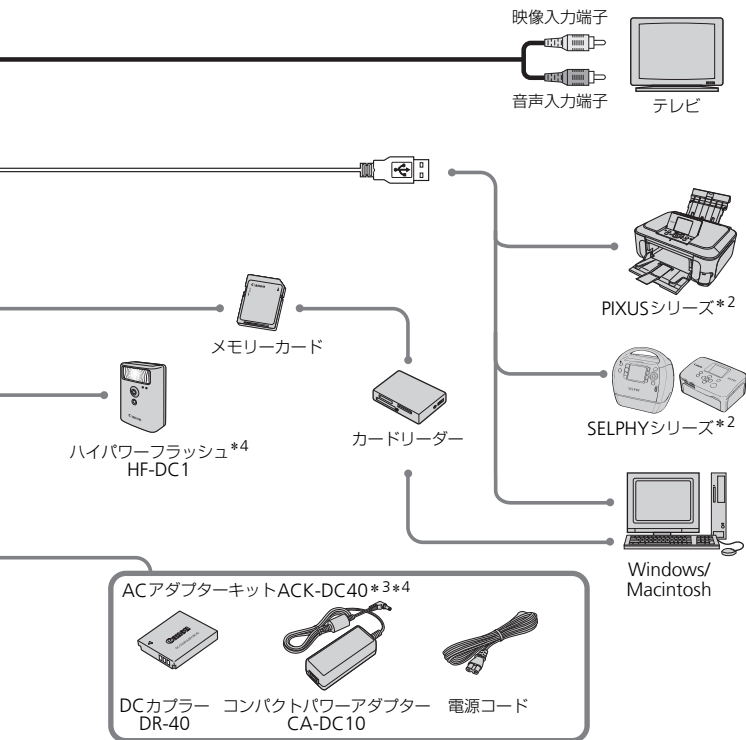 映像入力端子
音声入力端子
テレビ
PIXUSシリーズ*2
メモリーカード
SELPHYシリーズ*2
カードリーダー
ハイパワーフラッシュ*4
HF-DC1
Windows/
Macintosh
ACアダプターキットACK-DC40*3*4
DCカプラー
DR-40
コンパクトパワーアダプター
CA-DC10
電源コード